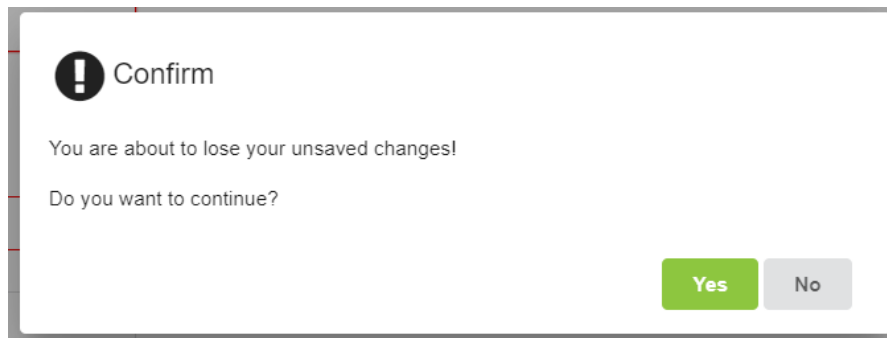 Confirm
You are about to lose your unsaved changes!
Do you want to continue?
Yes No